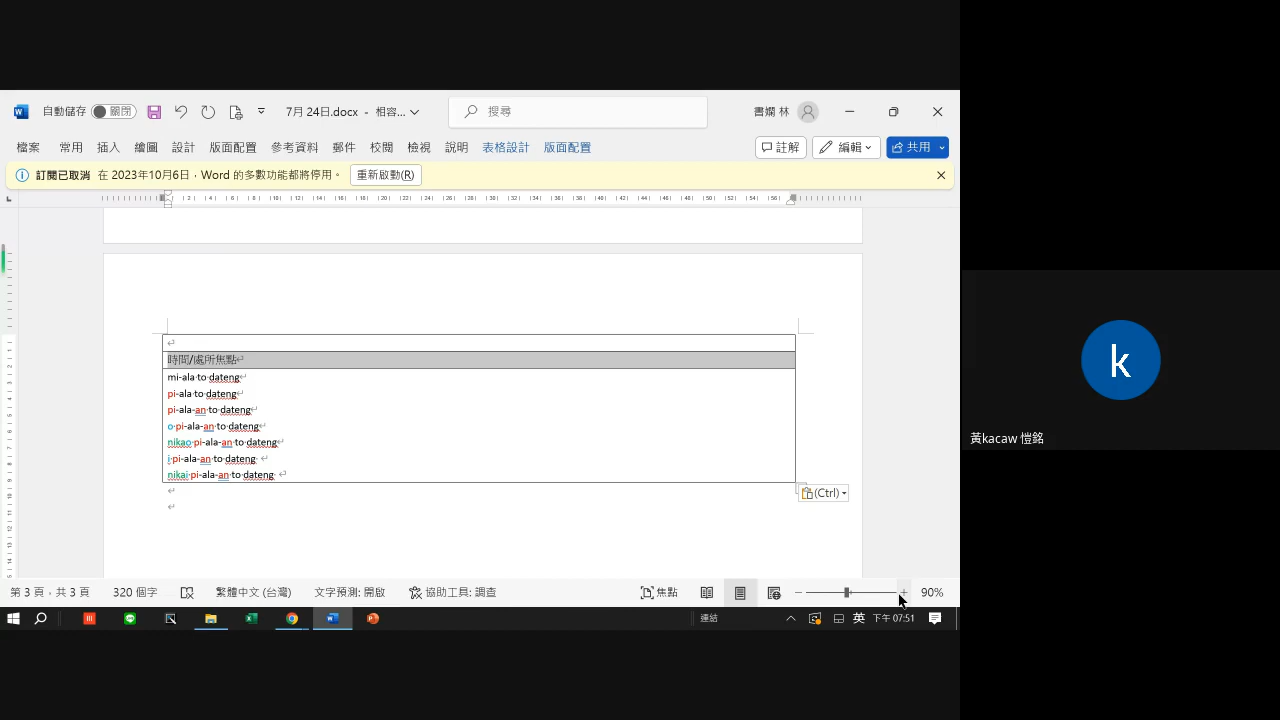 自動儲存 關閉 7月 24日.docx - 相容... 搜尋 書嫻 林
檔案 常用 插入 繪圖 設計 版面配置 參考資料 郵件 校閱 檢視 說明 表格設計 版面配置 註解 編輯 共用
訂閱已取消 在 2023年10月6日，Word 的多數功能都將停用。 重新啟動(R)
時間/處所焦點
mi-ala to dateng
pi-ala to dateng
pi-ala-an to dateng
o pi-ala-an to dateng
nikao pi-ala-an to dateng
i pi-ala-an to dateng
nikai pi-ala-an to dateng
(Ctrl)
k
黃kacaw 愷銘
第 3 頁，共 3 頁 320 個字 繁體中文 (台灣) 文字預測: 開啟 協助工具: 調查 焦點 90%
連結 英 下午 07:51